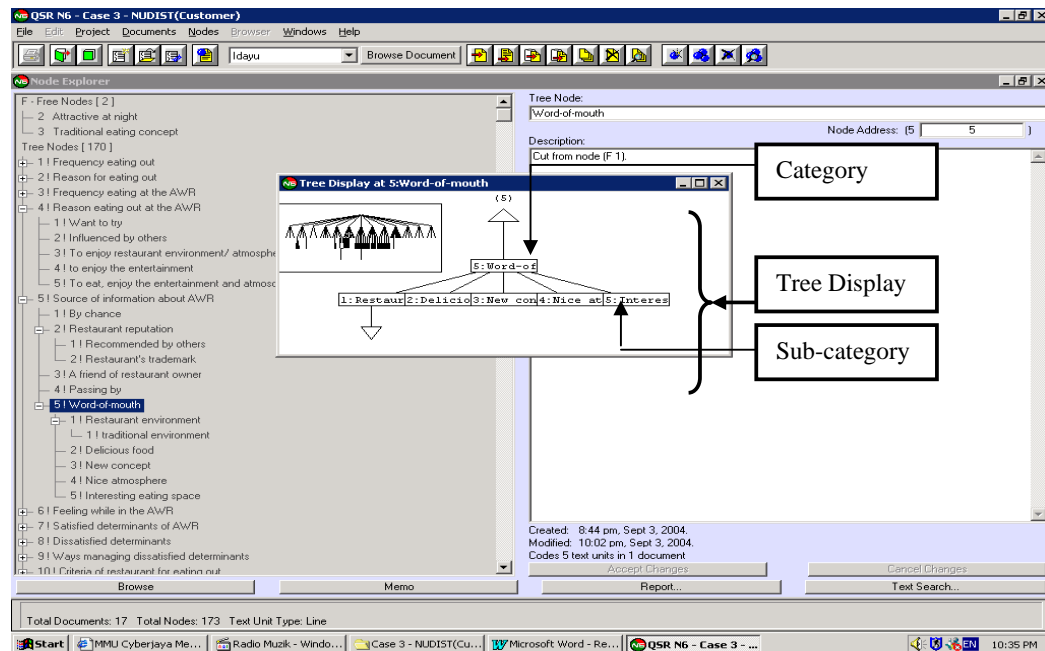 QSR N6 - Case 3 - NUDIST(Customer)
File Edit Project Documents Nodes Browser Windows Help
Idayu
Browse Document
Node Explorer
F - Free Nodes [ 2 ]
2 Attractive at night
3 Traditional eating concept
Tree Nodes [ 170 ]
1 ! Frequency eating out
2 ! Reason for eating out
3 ! Frequency eating at the AWR
4 ! Reason eating out at the AWR
1 ! Want to try
2 ! Influenced by others
3 ! To enjoy restaurant environment/ atmosphe
4 ! to enjoy the entertainment
5 ! To eat, enjoy the entertainment and atmosc
5 ! Source of information about AWR
1 ! By chance
2 ! Restaurant reputation
1 ! Recommended by others
2 ! Restaurant's trademark
3 ! A friend of restaurant owner
4 ! Passing by
5 ! Word-of-mouth
1 ! Restaurant environment
1 ! traditional environment
2 ! Delicious food
3 ! New concept
4 ! Nice atmosphere
5 ! Interesting eating space
6 ! Feeling while in the AWR
7 ! Satisfied determinants of AWR
8 ! Dissatisfied determinants
9 ! Ways managing dissatisfied determinants
10 ! Criteria of restaurant for eating out
Tree Node:
Word-of-mouth
Node Address: (5 5 )
Description:
Cut from node (F 1).
Tree Display at 5:Word-of-mouth
(5)
5:Word-of
1:Restaur 2:Delicio 3:New con 4:Nice at 5:Interes
Category
Tree Display
Sub-category
Created: 8:44 pm, Sept 3, 2004.
Modified: 10:02 pm, Sept 3, 2004.
Codes 5 text units in 1 document
Accept Changes Cancel Changes
Browse Memo Report... Text Search...
Total Documents: 17 Total Nodes: 173 Text Unit Type: Line
Start MMU Cyberjaya Me... Radio Muzik - Windo... Case 3 - NUDIST(Cu... Microsoft Word - Re... QSR N6 - Case 3 - ... EN 10:35 PM